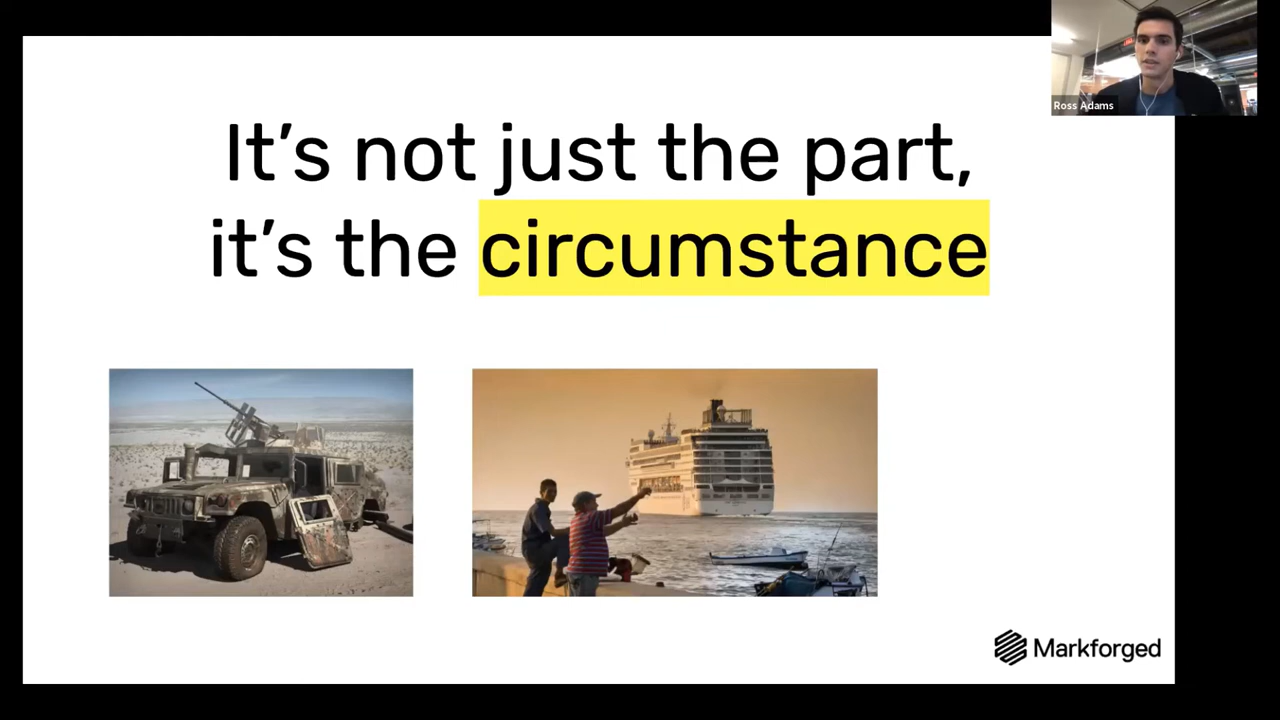 It’s not just the part,
it’s the circumstance
Ross Adams
Markforged